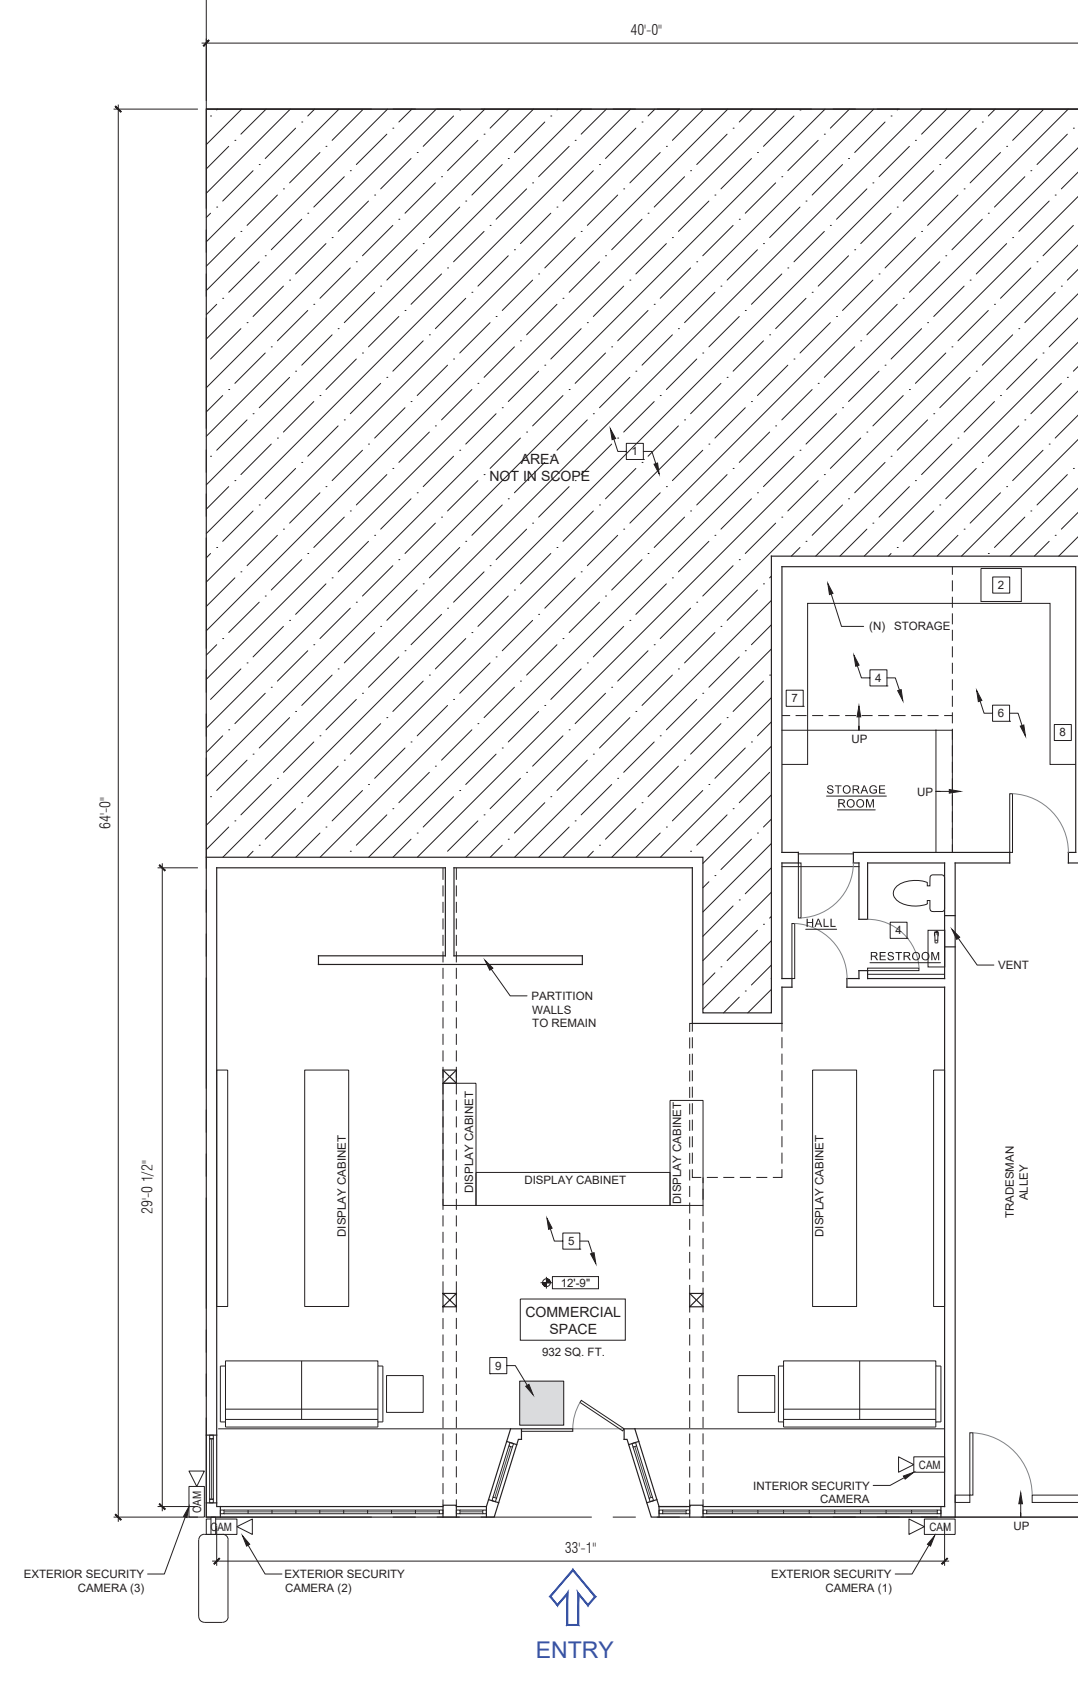 40'-0"
AREA
NOT IN SCOPE
1
2
(N) STORAGE
4
7
6
8
UP
STORAGE
ROOM
UP
64'-0"
HALL
4
RESTROOM
VENT
PARTITION
WALLS
TO REMAIN
29'-0 1/2"
DISPLAY CABINET
DISPLAY CABINET
DISPLAY CABINET
DISPLAY CABINET
DISPLAY CABINET
TRADESMAN
ALLEY
5
12'-9"
COMMERCIAL
SPACE
932 SQ. FT.
9
CAM
INTERIOR SECURITY
CAMERA
CAM
CAM
CAM
UP
33'-1"
EXTERIOR SECURITY
CAMERA (3)
EXTERIOR SECURITY
CAMERA (2)
EXTERIOR SECURITY
CAMERA (1)
ENTRY